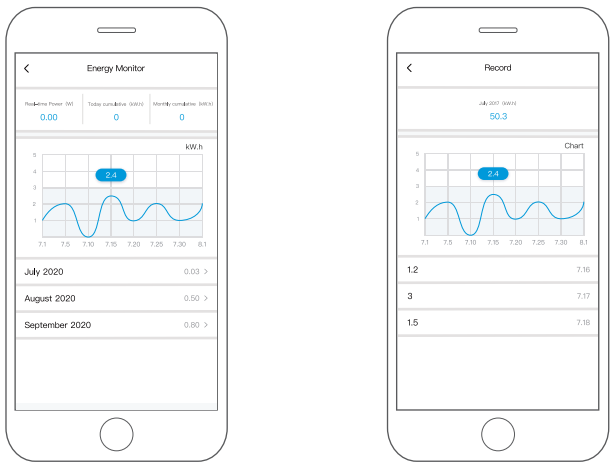 Energy Monitor
Real-time Power (W) Today cumulative (kW.h) Monthly cumulative (kW.h)
0.00 0 0
kW.h
5
4
2.4
3
2
1
7.1 7.5 7.10 7.15 7.20 7.25 7.30 8.1
July 2020 0.03 >
August 2020 0.50 >
September 2020 0.80 >
Record
July 2017 (kW.h)
50.3
Chart
5
4
2.4
3
2
1
7.1 7.5 7.10 7.15 7.20 7.25 7.30 8.1
1.2 7.16
3 7.17
1.5 7.18